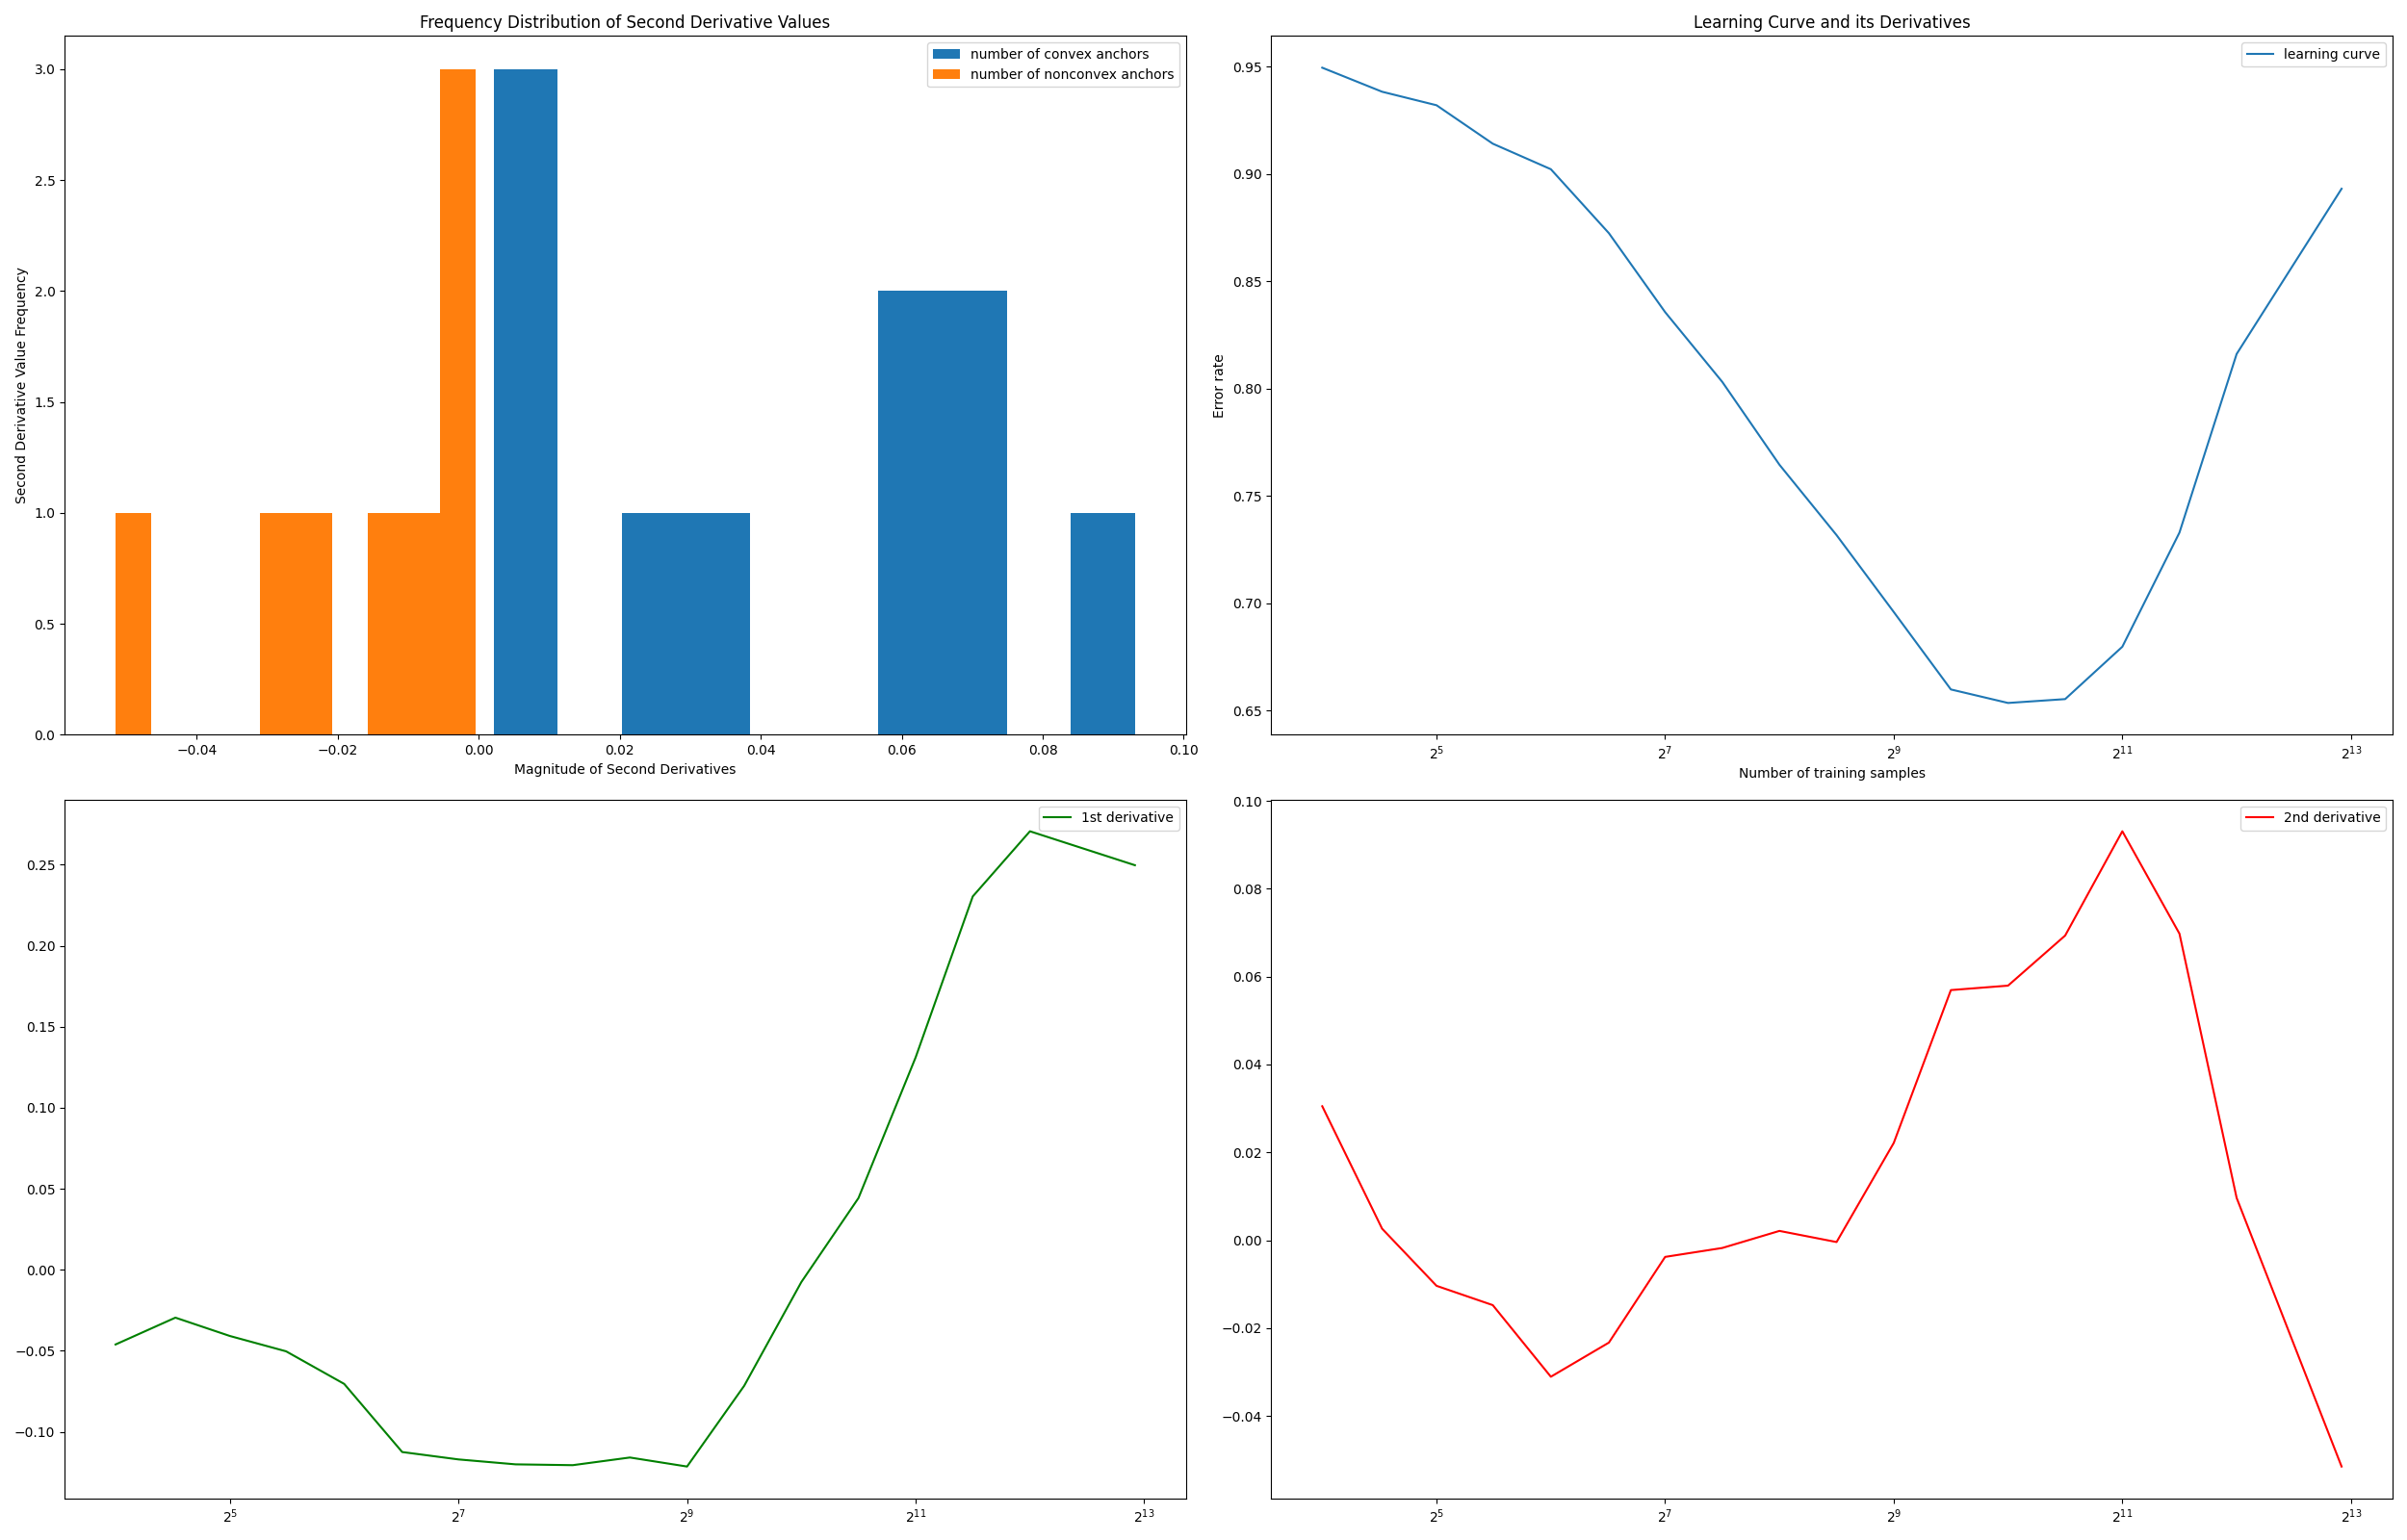 Frequency Distribution of Second Derivative Values
number of convex anchors
number of nonconvex anchors
Second Derivative Value Frequency
3.0
2.5
2.0
1.5
1.0
0.5
0.0
−0.04 −0.02 0.00 0.02 0.04 0.06 0.08 0.10
Magnitude of Second Derivatives
Learning Curve and its Derivatives
learning curve
Error rate
0.95
0.90
0.85
0.80
0.75
0.70
0.65
2^5 2^7 2^9 2^11 2^13
Number of training samples
1st derivative
0.25
0.20
0.15
0.10
0.05
0.00
−0.05
−0.10
2^5 2^7 2^9 2^11 2^13
2nd derivative
0.10
0.08
0.06
0.04
0.02
0.00
−0.02
−0.04
2^5 2^7 2^9 2^11 2^13